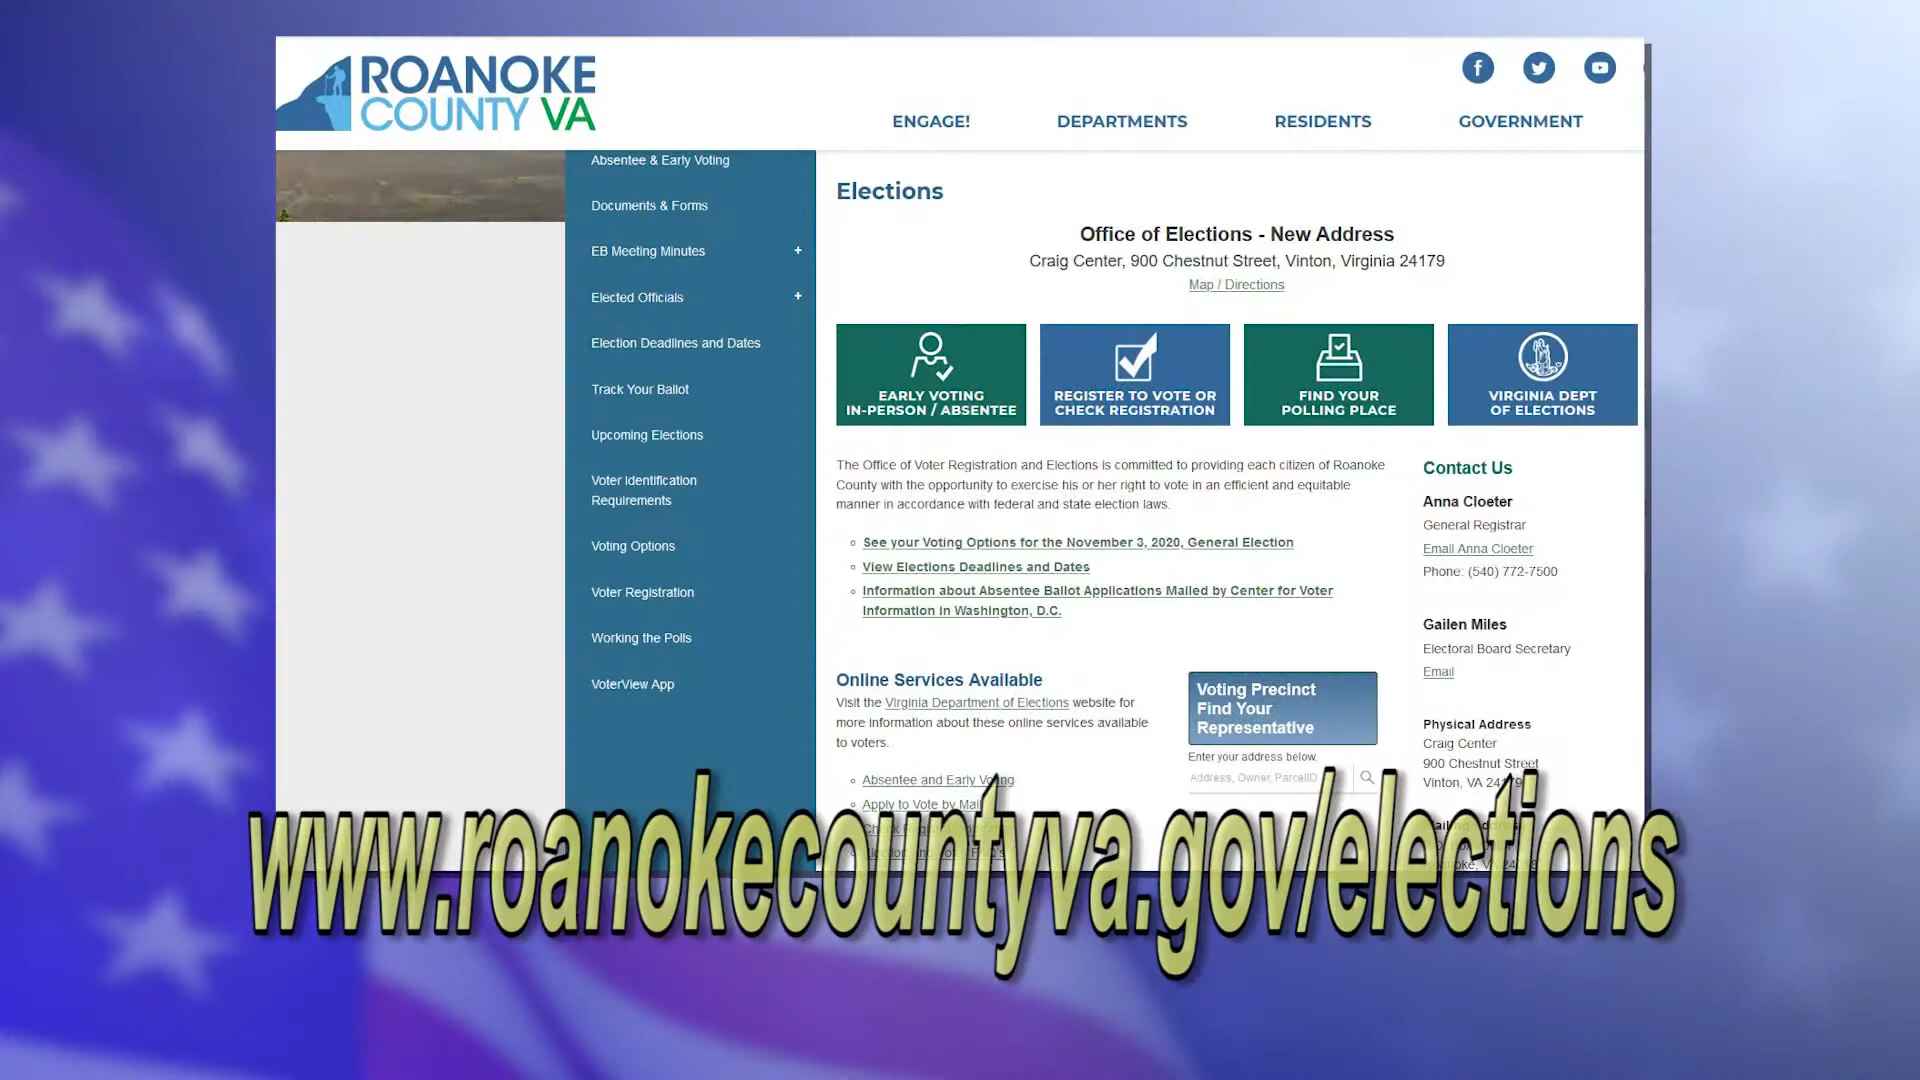 ROANOKE
COUNTY VA
ENGAGE!
DEPARTMENTS
RESIDENTS
GOVERNMENT
Absentee & Early Voting
Documents & Forms
EB Meeting Minutes +
Elected Officials +
Election Deadlines and Dates
Track Your Ballot
Upcoming Elections
Voter Identification
Requirements
Voting Options
Voter Registration
Working the Polls
VoterView App
Elections
Office of Elections - New Address
Craig Center, 900 Chestnut Street, Vinton, Virginia 24179
Map / Directions
EARLY VOTING
IN-PERSON / ABSENTEE
REGISTER TO VOTE OR
CHECK REGISTRATION
FIND YOUR
POLLING PLACE
VIRGINIA DEPT
OF ELECTIONS
The Office of Voter Registration and Elections is committed to providing each citizen of Roanoke
County with the opportunity to exercise his or her right to vote in an efficient and equitable
manner in accordance with federal and state election laws.
See your Voting Options for the November 3, 2020, General Election
View Elections Deadlines and Dates
Information about Absentee Ballot Applications Mailed by Center for Voter
Information in Washington, D.C.
Online Services Available
Visit the Virginia Department of Elections website for
more information about these online services available
to voters.
Absentee and Early Voting
Apply to Vote by Mail
Voting Precinct
Find Your
Representative
Enter your address below.
Address, Owner, ParcelID
Contact Us
Anna Cloeter
General Registrar
Email Anna Cloeter
Phone: (540) 772-7500
Gailen Miles
Electoral Board Secretary
Email
Physical Address
Craig Center
900 Chestnut Street
Vinton, VA 24179
www.roanokecountyva.gov/elections